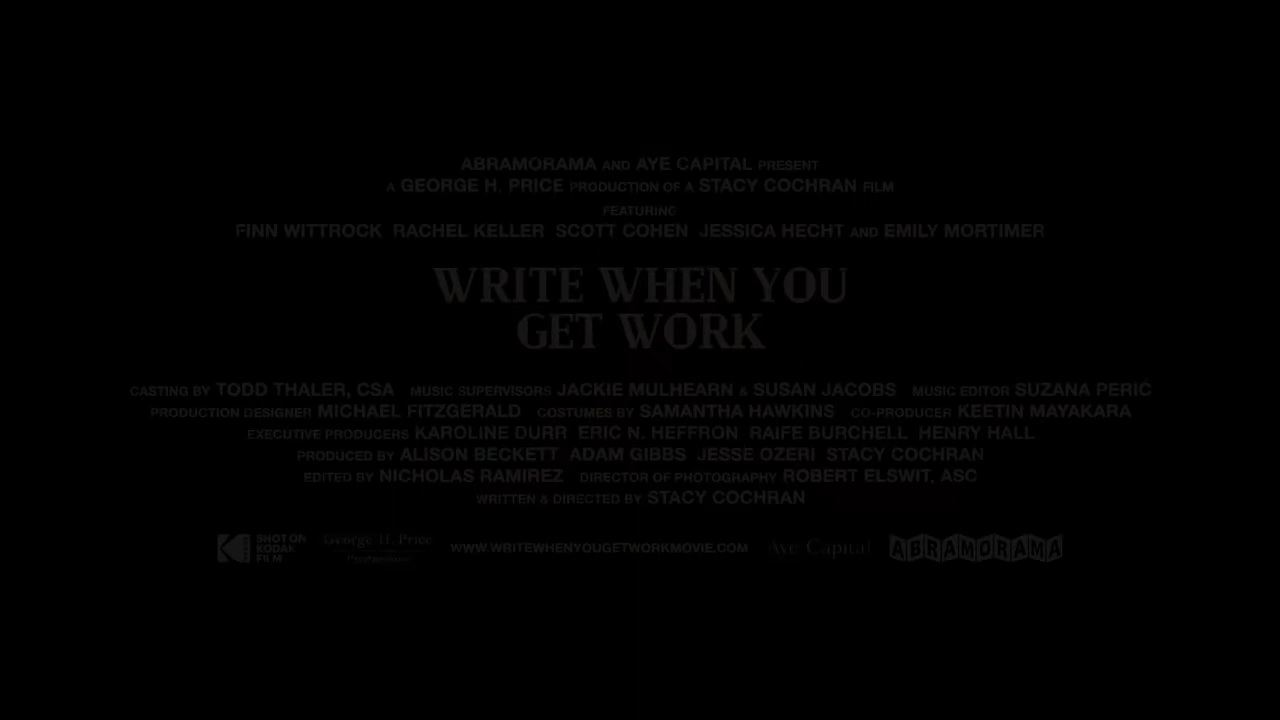 ABRAMORAMA AND AYE CAPITAL PRESENT
A GEORGE H. PRICE PRODUCTION OF A STACY COCHRAN FILM
FEATURING
FINN WITTROCK RACHEL KELLER SCOTT COHEN JESSICA HECHT AND EMILY MORTIMER
WRITE WHEN YOU
GET WORK
CASTING BY TODD THALER, CSA MUSIC SUPERVISORS JACKIE MULHEARN & SUSAN JACOBS MUSIC EDITOR SUZANA PERIC
PRODUCTION DESIGNER MICHAEL FITZGERALD COSTUMES BY SAMANTHA HAWKINS CO-PRODUCER KEETIN MAYAKARA
EXECUTIVE PRODUCERS KAROLINE DURR ERIC N. HEFFRON RAIFE BURCHELL HENRY HALL
PRODUCED BY ALISON BECKETT ADAM GIBBS JESSE OZERI STACY COCHRAN
EDITED BY NICHOLAS RAMIREZ DIRECTOR OF PHOTOGRAPHY ROBERT ELSWIT, ASC
WRITTEN & DIRECTED BY STACY COCHRAN
SHOT ON
KODAK
FILM
George H. Price
WWW.WRITEWHENYOUGETWORKMOVIE.COM
Aye Capital
ABRAMORAMA